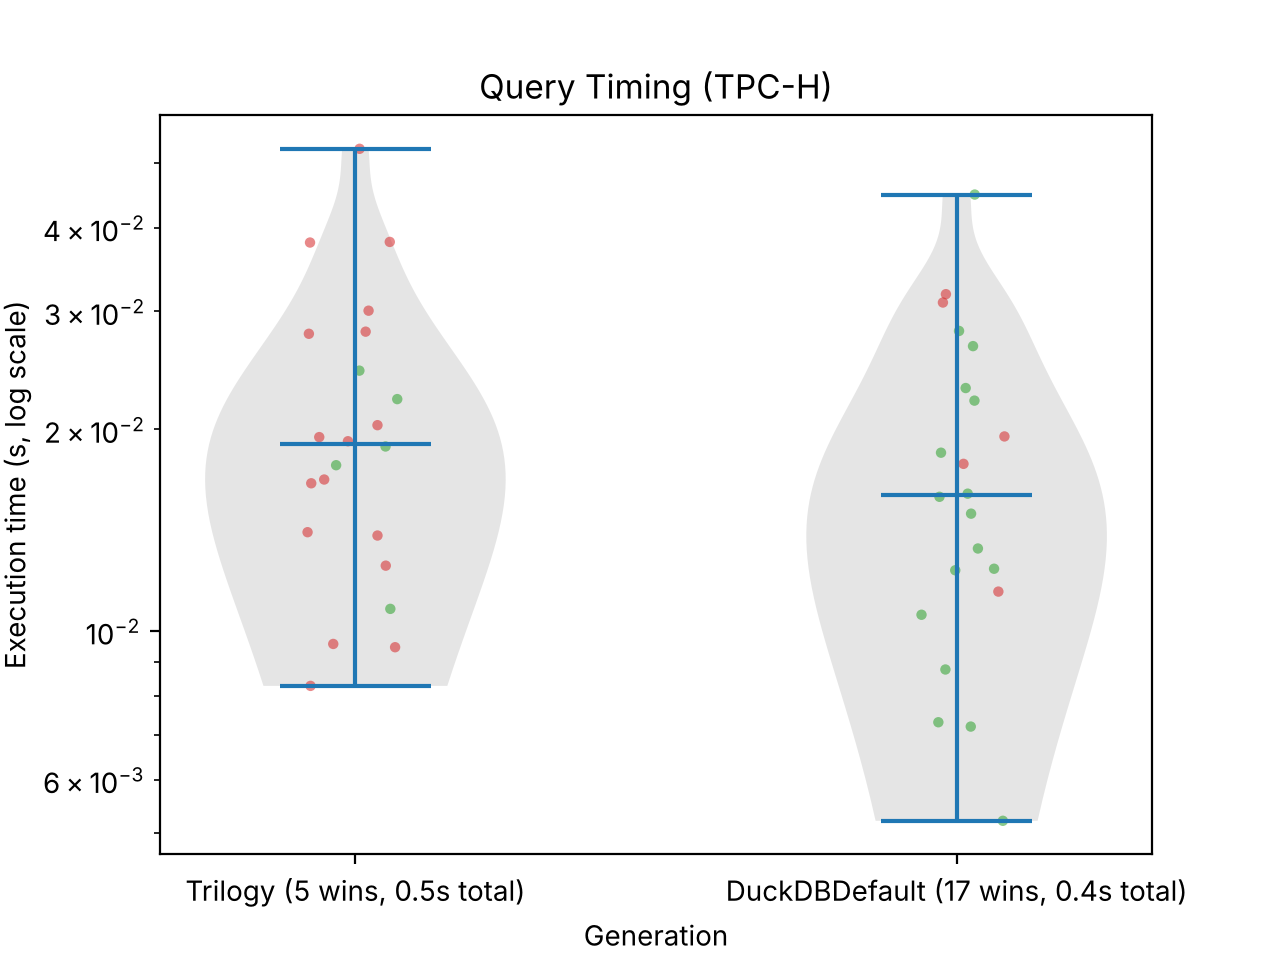 Query Timing (TPC-H)
Execution time (s, log scale)
4 × 10⁻²
3 × 10⁻²
2 × 10⁻²
10⁻²
6 × 10⁻³
Trilogy (5 wins, 0.5s total)
DuckDBDefault (17 wins, 0.4s total)
Generation